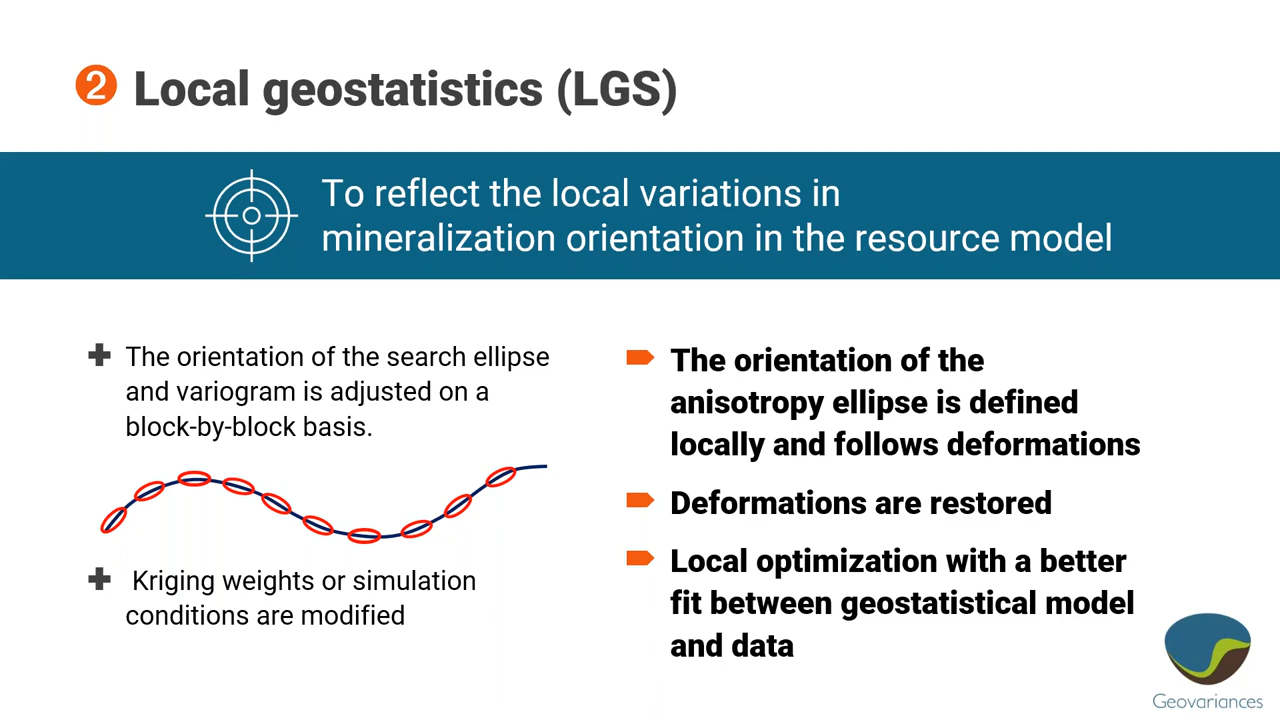 2 Local geostatistics (LGS)
To reflect the local variations in
mineralization orientation in the resource model
The orientation of the search ellipse
and variogram is adjusted on a
block-by-block basis.
Kriging weights or simulation
conditions are modified
The orientation of the
anisotropy ellipse is defined
locally and follows deformations
Deformations are restored
Local optimization with a better
fit between geostatistical model
and data
Geovariances